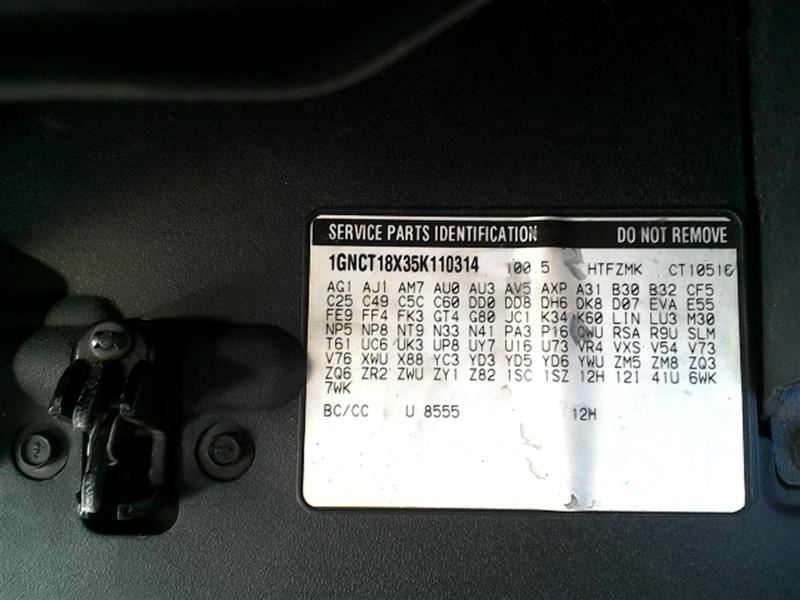 SERVICE PARTS IDENTIFICATION DO NOT REMOVE
1GNCT18X35K110314 100.5 HTFZMK CT10516
AG1 AJ1 AM7 AU0 AU3 AV5 AXP A31 B30 B32 CF5
C25 C49 C5C C60 DD0 DD8 DH6 DK8 D07 EVA E55
FE9 FF4 FK3 GT4 G80 JC1 K34 K60 LIN LU3 M30
NP5 NP8 NT9 N33 N41 PA3 P16 QWU RSA R9U SLM
T61 UC6 UK3 UP8 UY7 U16 U73 VR4 VXS V54 V73
V76 XWU X88 YC3 YD3 YD5 YD6 YWU ZM5 ZM8 ZQ3
ZQ6 ZR2 ZWU ZY1 Z82 1SC 1SZ 12H 12I 41U 6WK
7WK
BC/CC U 8555 12H